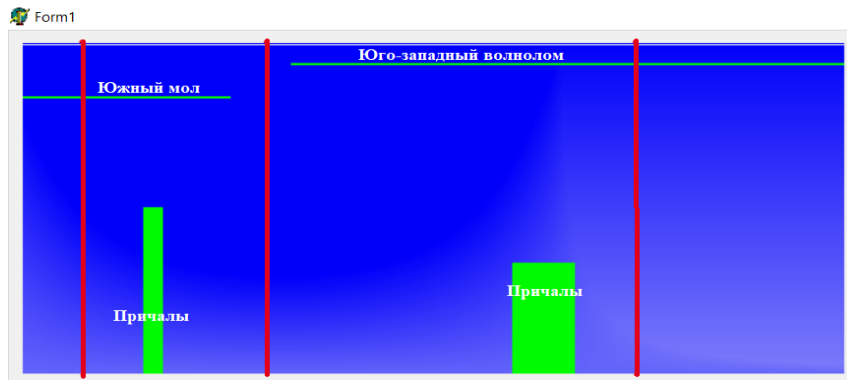 Form1
Юго-западный волнолом
Южный мол
Причалы
Причалы